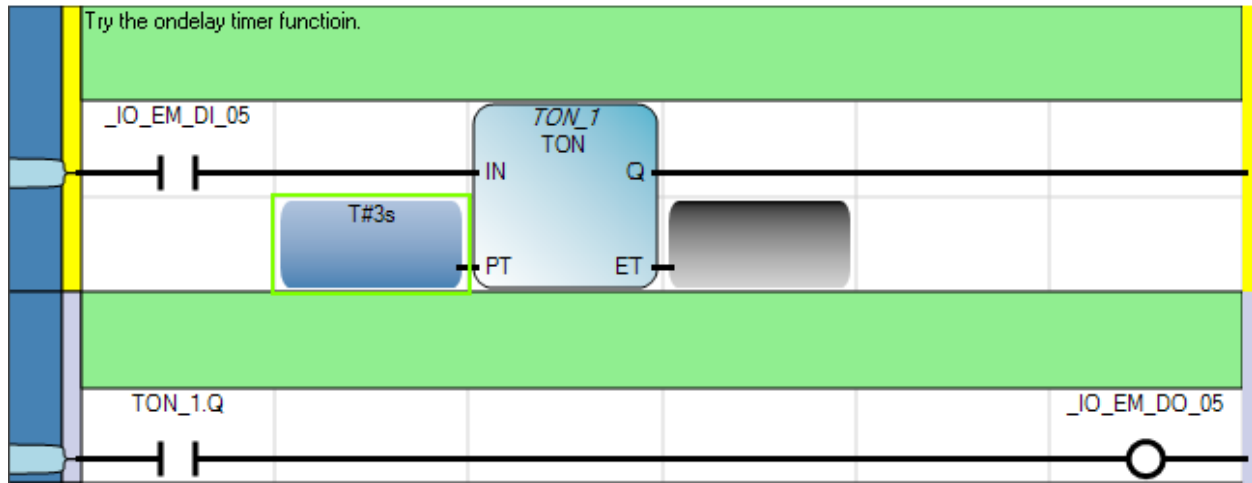 Try the ondelay timer functioin.
_IO_EM_DI_05
TON_1
TON
IN Q
T#3s
PT ET
TON_1.Q
_IO_EM_DO_05